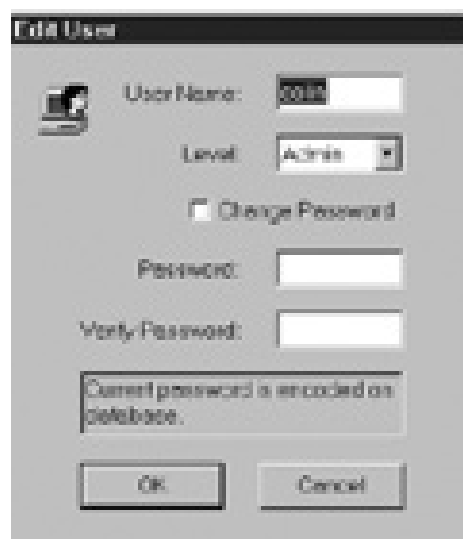 Edit User
User Name:
Level: Admin
Change Password
Password:
Verify Password:
Current password is encoded on
database.
OK Cancel